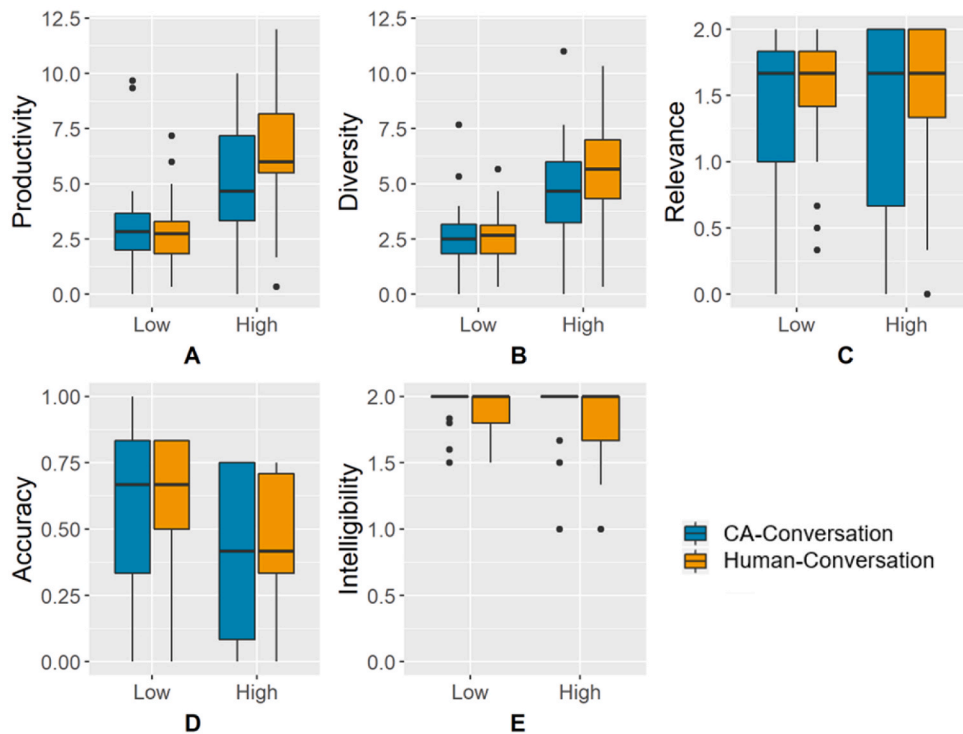 Productivity
12.5
10.0
7.5
5.0
2.5
0.0
Low High
A
Diversity
12.5
10.0
7.5
5.0
2.5
0.0
Low High
B
Relevance
2.0
1.5
1.0
0.5
0.0
Low High
C
Accuracy
1.00
0.75
0.50
0.25
0.00
Low High
D
Intelligibility
2.0
1.5
1.0
0.5
0.0
Low High
E
CA-Conversation
Human-Conversation